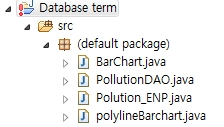 Database term
src
(default package)
BarChart.java
PollutionDAO.java
Polution_ENP.java
polylineBarchart.java